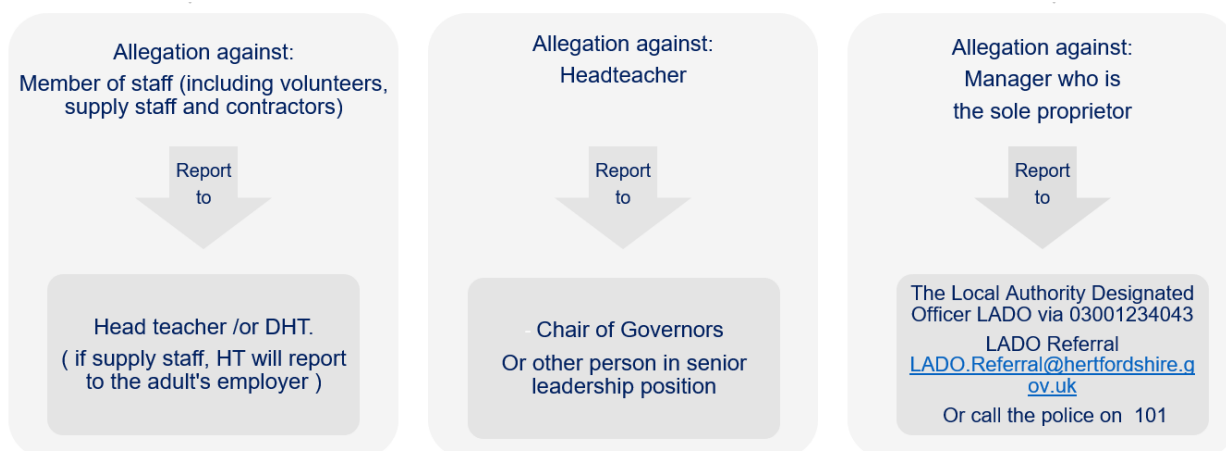 Allegation against:
Member of staff (including volunteers,
supply staff and contractors)
Report
to
Head teacher /or DHT.
( if supply staff, HT will report
to the adult's employer )
Allegation against:
Headteacher
Report
to
- Chair of Governors
Or other person in senior
leadership position
Allegation against:
Manager who is
the sole proprietor
Report
to
The Local Authority Designated
Officer LADO via 03001234043
LADO Referral
LADO.Referral@hertfordshire.g
ov.uk
Or call the police on 101